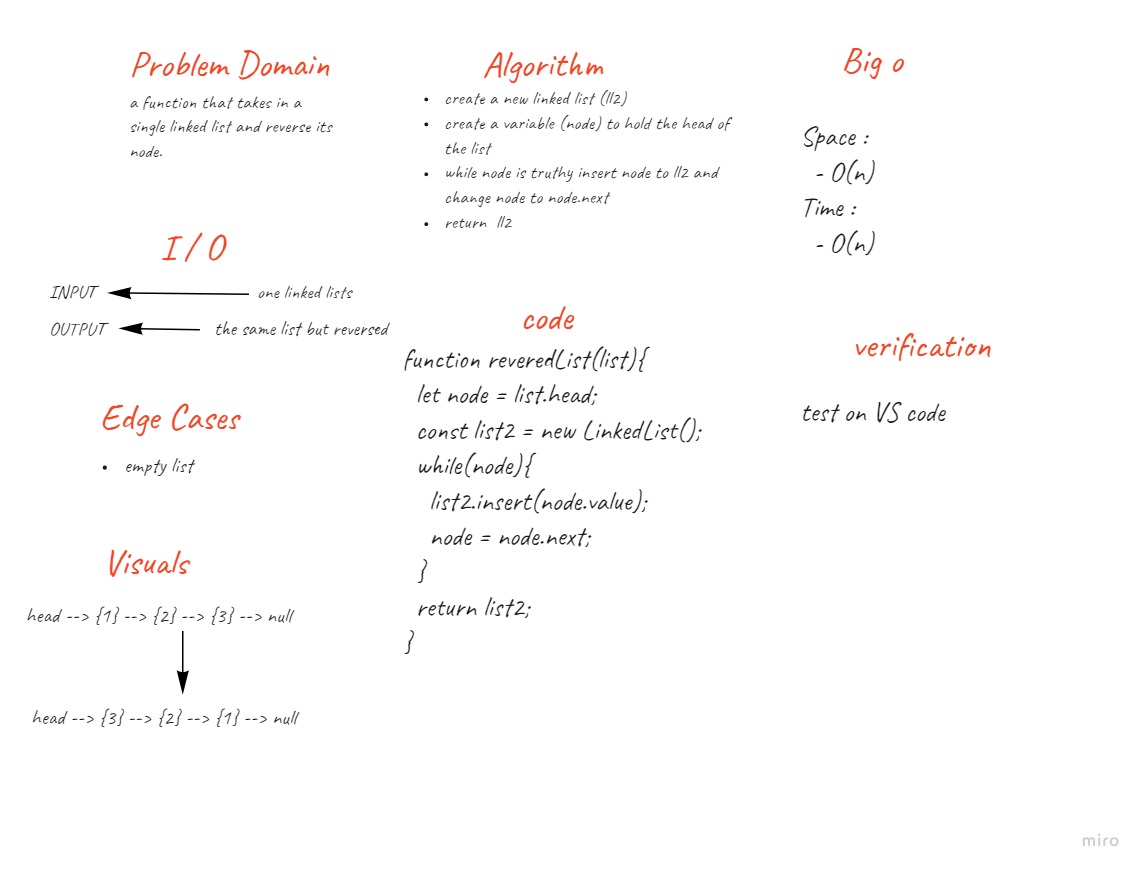 Problem Domain
a function that takes in a
single linked list and reverse its
node.
I / O
INPUT one linked lists
OUTPUT the same list but reversed
Edge Cases
• empty list
Visuals
head --> {1} --> {2} --> {3} --> null
head --> {3} --> {2} --> {1} --> null
Algorithm
• create a new linked list (ll2)
• create a variable (node) to hold the head of
the list
• while node is truthy insert node to ll2 and
change node to node.next
• return ll2
code
function reveredList(list){
let node = list.head;
const list2 = new LinkedList();
while(node){
list2.insert(node.value);
node = node.next;
}
return list2;
}
Big o
Space :
- O(n)
Time :
- O(n)
verification
test on VS code
miro